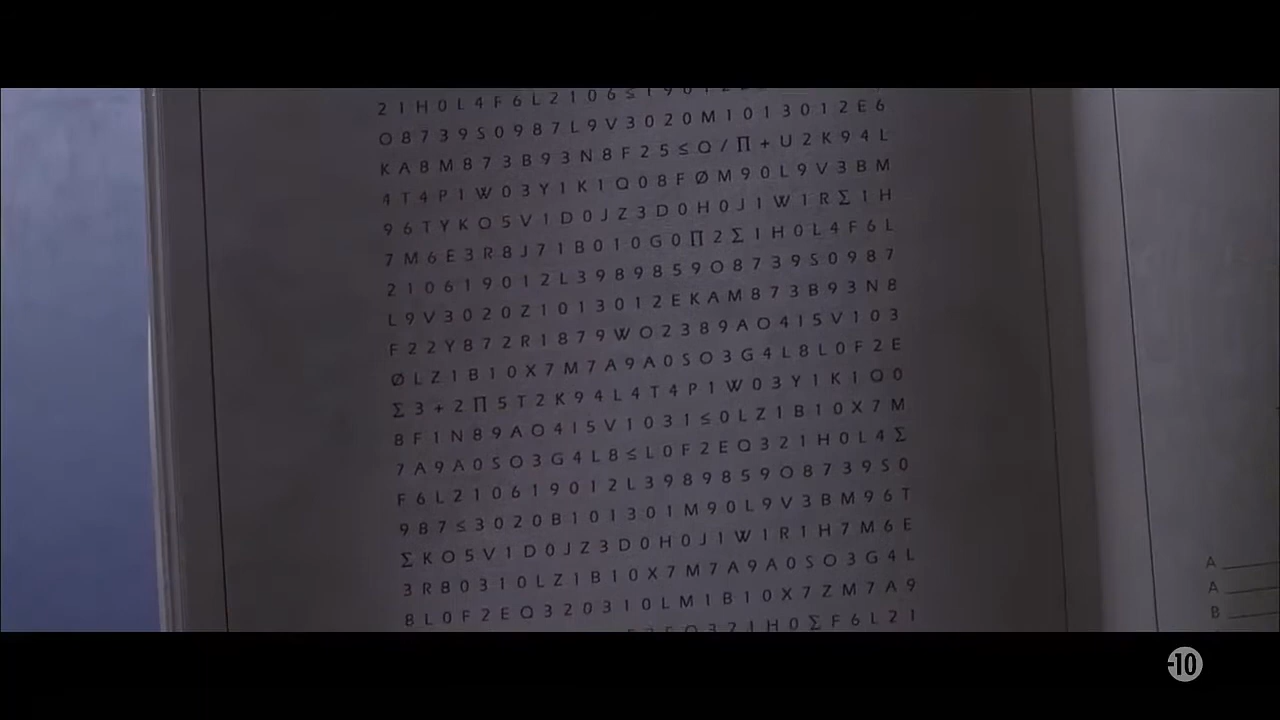 2 1 H 0 L 4 F 6 L 2 1 0 6 ≤ 1 9 0 1 2
O 8 7 3 9 S 0 9 8 7 L 9 V 3 0 2 0 M 1 0 1 3 0 1 2 E 6
K A 8 M 8 7 3 B 9 3 N 8 F 2 5 ≤ Q / ∏ + U 2 K 9 4 L
4 T 4 P 1 W 0 3 Y 1 K 1 Q 0 8 F Ø M 9 0 L 9 V 3 B M
9 6 T Y K O 5 V 1 D 0 J Z 3 D 0 H 0 J 1 W 1 R ∑ 1 H
7 M 6 E 3 R 8 J 7 1 B 0 1 0 G 0 ∏ 2 ∑ 1 H 0 L 4 F 6 L
2 1 0 6 1 9 0 1 2 L 3 9 8 9 8 5 9 O 8 7 3 9 S 0 9 8 7
L 9 V 3 0 2 0 Z 1 0 1 3 0 1 2 E K A M 8 7 3 B 9 3 N 8
F 2 2 Y 8 7 2 R 1 8 7 9 W O 2 3 8 9 A O 4 I 5 V 1 0 3
Ø L Z 1 B 1 0 X 7 M 7 A 9 A 0 S O 3 G 4 L 8 L 0 F 2 E
∑ 3 + 2 ∏ 5 T 2 K 9 4 L 4 T 4 P 1 W 0 3 Y 1 K 1 Q 0
8 F 1 N 8 9 A O 4 I 5 V 1 0 3 1 ≤ 0 L Z 1 B 1 0 X 7 M
7 A 9 A 0 S O 3 G 4 L 8 ≤ L 0 F 2 E Q 3 2 1 H 0 L 4 ∑
F 6 L 2 1 0 6 1 9 0 1 2 L 3 9 8 9 8 5 9 O 8 7 3 9 S 0
9 8 7 ≤ 3 0 2 0 B 1 0 1 3 0 1 M 9 0 L 9 V 3 B M 9 6 T
∑ K O 5 V 1 D 0 J Z 3 D 0 H 0 J 1 W 1 R 1 H 7 M 6 E
3 R 8 0 3 1 0 L Z 1 B 1 0 X 7 M 7 A 9 A 0 S O 3 G 4 L
8 L 0 F 2 E Q 3 2 0 3 1 0 L M 1 B 1 0 X 7 Z M 7 A 9
Q 3 2 1 H 0 ∑ F 6 L 2 1
A
A
B
-10